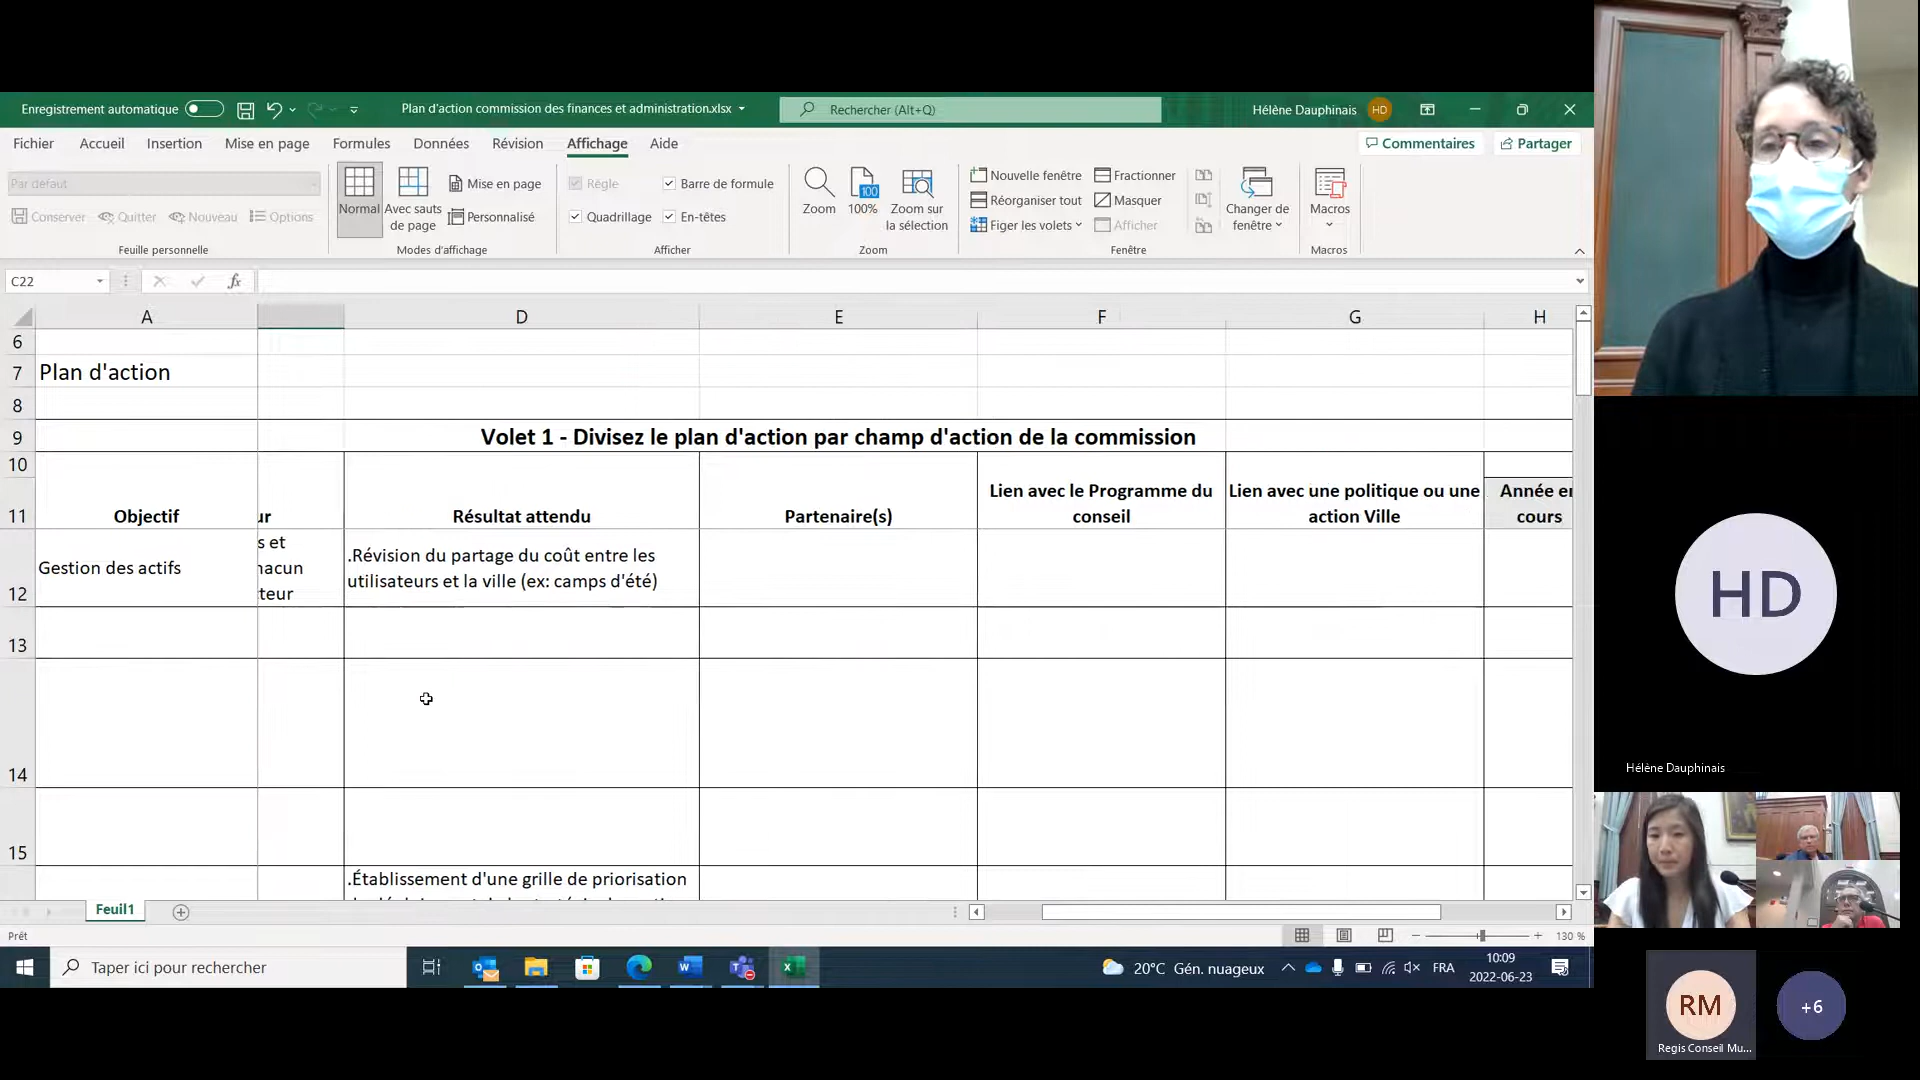 Enregistrement automatique
Plan d'action commission des finances et administration.xlsx
Rechercher (Alt+Q)
Hélène Dauphinais HD
Fichier Accueil Insertion Mise en page Formules Données Révision Affichage Aide
Commentaires Partager
Par défaut
Conserver Quitter Nouveau Options
Feuille personnelle
Normal
Avec sauts
de page
Mise en page
Personnalisé
Modes d'affichage
Règle Barre de formule
Quadrillage En-têtes
Afficher
Zoom
100
100%
Zoom sur
la sélection
Zoom
Nouvelle fenêtre
Réorganiser tout
Figer les volets
Fractionner
Masquer
Afficher
Changer de
fenêtre
Fenêtre
Macros
Macros
C22
fx
A D E F G H
6
7 Plan d'action
8
9 Volet 1 - Divisez le plan d'action par champ d'action de la commission
10
11
Objectif
ur
Résultat attendu
Partenaire(s)
Lien avec le Programme du
conseil
Lien avec une politique ou une
action Ville
Année en
cours
12
Gestion des actifs
s et
hacun
teur
.Révision du partage du coût entre les
utilisateurs et la ville (ex: camps d'été)
13
14
15
.Établissement d'une grille de priorisation
Feuil1
Prêt
130 %
Taper ici pour rechercher
20°C Gén. nuageux
FRA
10:09
2022-06-23
HD
Hélène Dauphinais
RM
Regis Conseil Mu...
+6